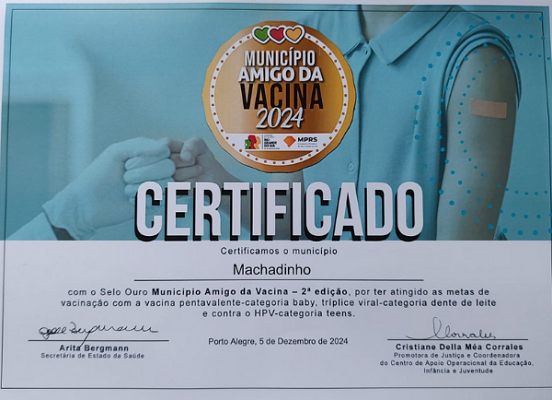 MUNICÍPIO
AMIGO DA
VACINA
2024
MPRS
CERTIFICADO
Certificamos o município
Machadinho
com o Selo Ouro Município Amigo da Vacina – 2ª edição, por ter atingido as metas de
vacinação com a vacina pentavalente-categoria baby, tríplice viral-categoria dente de leite
e contra o HPV-categoria teens.
Porto Alegre, 5 de Dezembro de 2024
Arita Bergmann
Secretária de Estado da Saúde
Cristiane Della Méa Corrales
Promotora de Justiça e Coordenadora
do Centro de Apoio Operacional da Educação,
Infância e Juventude